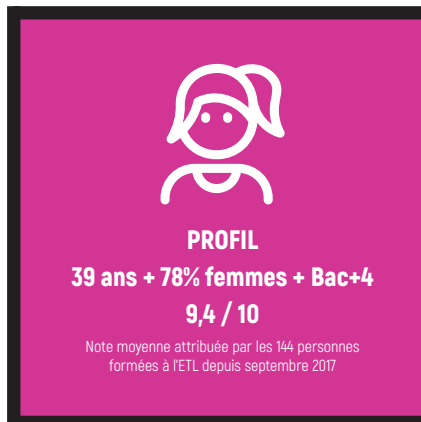 PROFIL
39 ans + 78% femmes + Bac+4
9,4 / 10
Note moyenne attribuée par les 144 personnes
formées à l'ETL depuis septembre 2017